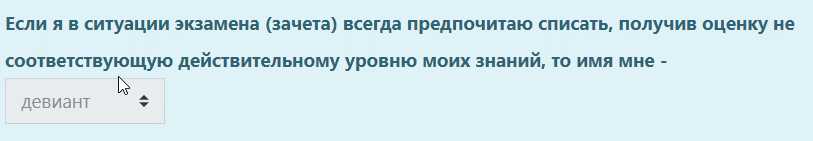 Если я в ситуации экзамена (зачета) всегда предпочитаю списать, получив оценку не
соответствующую действительному уровню моих знаний, то имя мне -
девиант